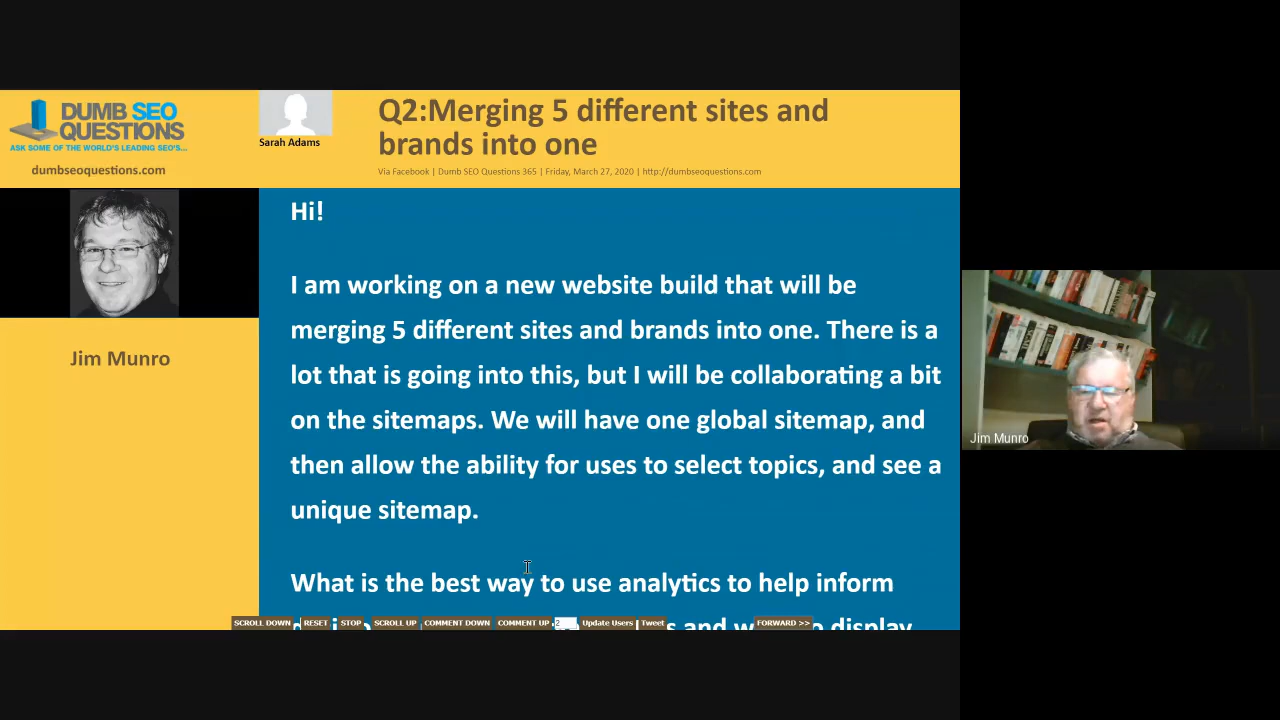 DUMB SEO
QUESTIONS
ASK SOME OF THE WORLD'S LEADING SEO'S...
dumbseoquestions.com
Sarah Adams
Q2:Merging 5 different sites and
brands into one
Via Facebook | Dumb SEO Questions 365 | Friday, March 27, 2020 | http://dumbseoquestions.com
Jim Munro
Hi!
I am working on a new website build that will be
merging 5 different sites and brands into one. There is a
lot that is going into this, but I will be collaborating a bit
on the sitemaps. We will have one global sitemap, and
then allow the ability for uses to select topics, and see a
unique sitemap.
What is the best way to use analytics to help inform
s and display
SCROLL DOWN RESET STOP SCROLL UP COMMENT DOWN COMMENT UP 2 Update Users Tweet FORWARD >>
Jim Munro